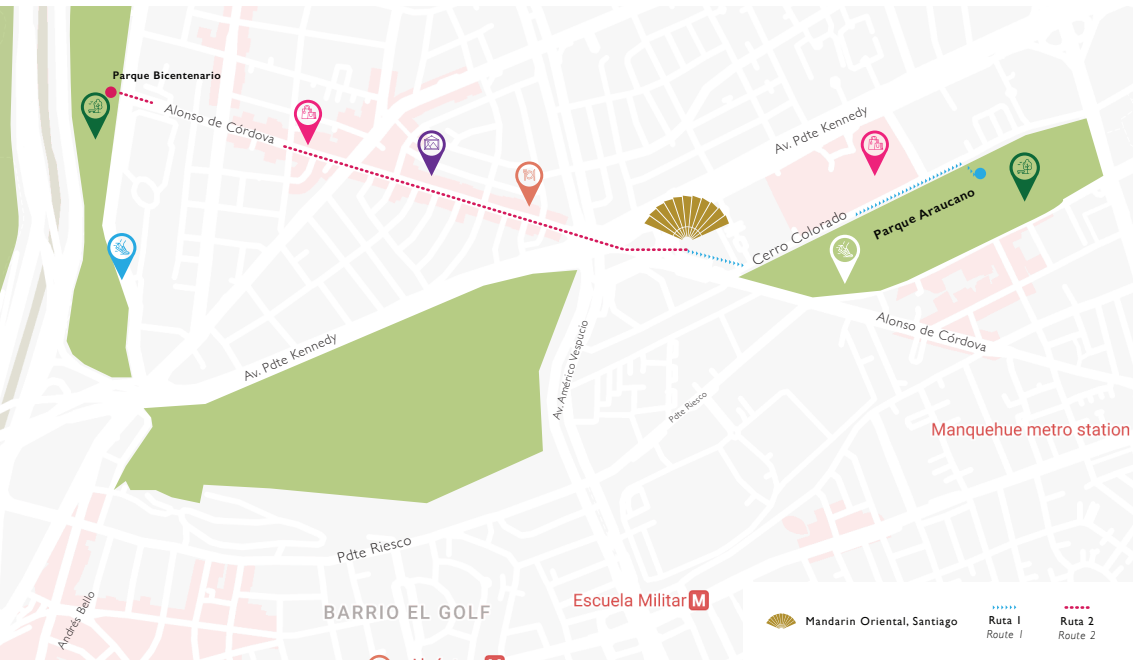 Parque Bicentenario
Alonso de Córdova
Av. Pdte Kennedy
Cerro Colorado
Parque Araucano
Alonso de Córdova
Av. Pdte Kennedy
Av. Américo Vespucio
Pdte Riesco
Manquehue metro station
Pdte Riesco
Andrés Bello
BARRIO EL GOLF
Escuela Militar M
Mandarin Oriental, Santiago
Ruta 1
Route 1
Ruta 2
Route 2